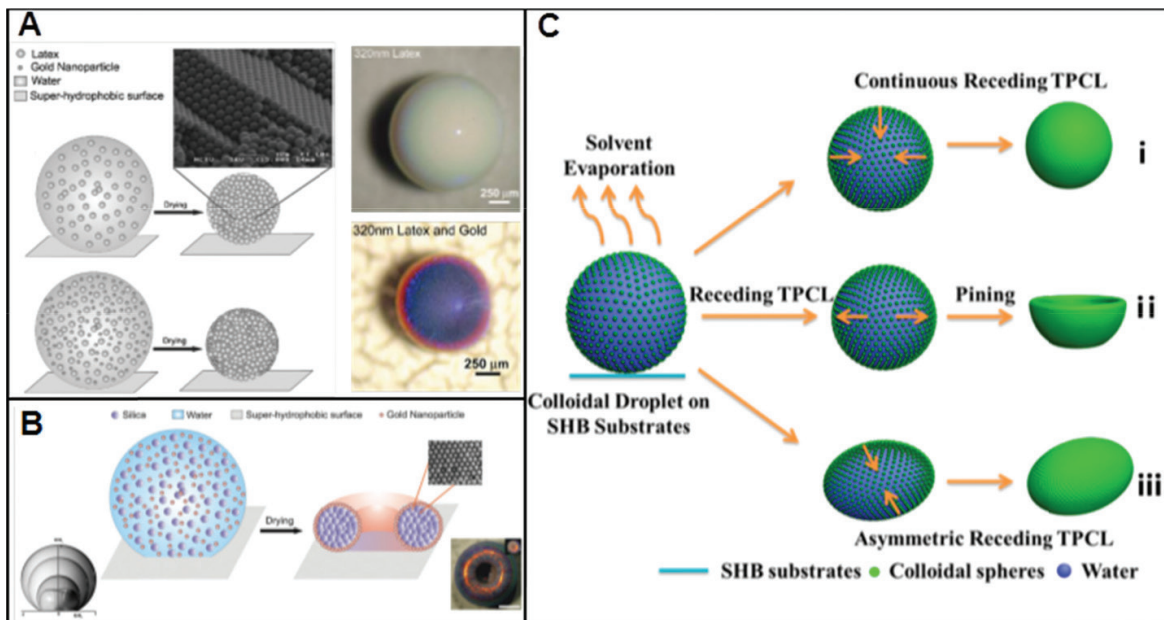 A
Latex
Gold Nanoparticle
Water
Super-hydrophobic surface
Drying
Drying
320nm Latex
250 μm
320nm Latex and Gold
250 μm
B
Silica
Water
Super-hydrophobic surface
Gold Nanoparticle
Drying
C
Solvent
Evaporation
Receding TPCL
Colloidal Droplet on
SHB Substrates
Continuous Receding TPCL
i
Pining
ii
iii
Asymmetric Receding TPCL
SHB substrates
Colloidal spheres
Water